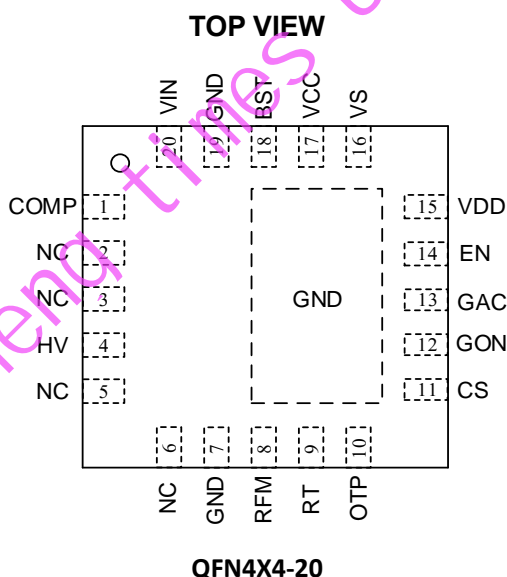 TOP VIEW
VIN GND BST VCC VS
20 19 18 17 16
COMP 1
NC 2
NC 3
HV 4
NC 5
15 VDD
14 EN
13 GAC
12 GON
11 CS
GND
6 7 8 9 10
NC GND RFM RT OTP
QFN4X4-20
times